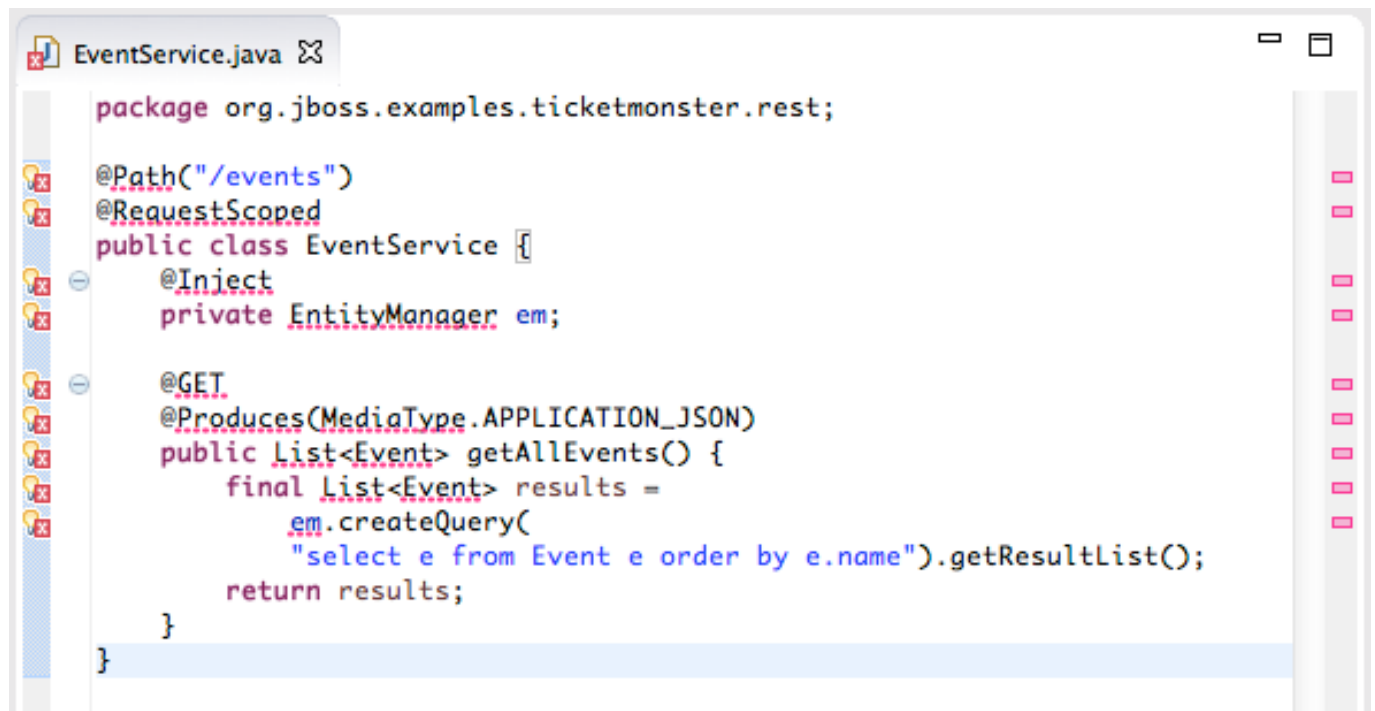 EventService.java
package org.jboss.examples.ticketmonster.rest;
@Path("/events")
@RequestScoped
public class EventService {
@Inject
private EntityManager em;
@GET
@Produces(MediaType.APPLICATION_JSON)
public List<Event> getAllEvents() {
final List<Event> results =
em.createQuery(
"select e from Event e order by e.name").getResultList();
return results;
}
}